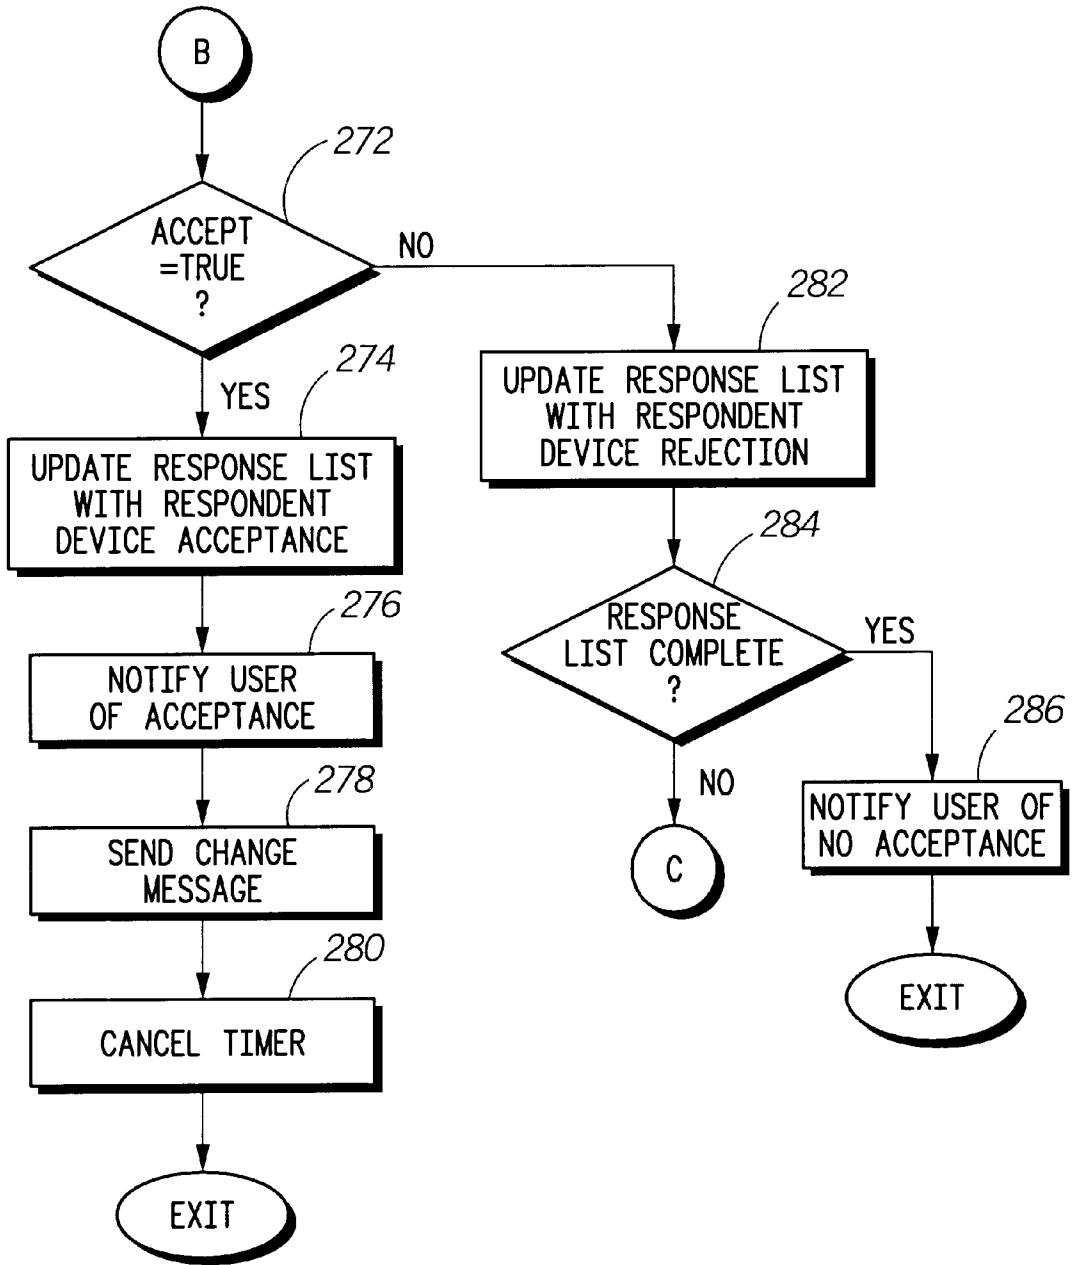 B
272
ACCEPT
=TRUE
?
NO
YES
274
UPDATE RESPONSE LIST
WITH RESPONDENT
DEVICE ACCEPTANCE
276
NOTIFY USER
OF ACCEPTANCE
278
SEND CHANGE
MESSAGE
280
CANCEL TIMER
EXIT
282
UPDATE RESPONSE LIST
WITH RESPONDENT
DEVICE REJECTION
284
RESPONSE
LIST COMPLETE
?
YES
NO
C
286
NOTIFY USER OF
NO ACCEPTANCE
EXIT